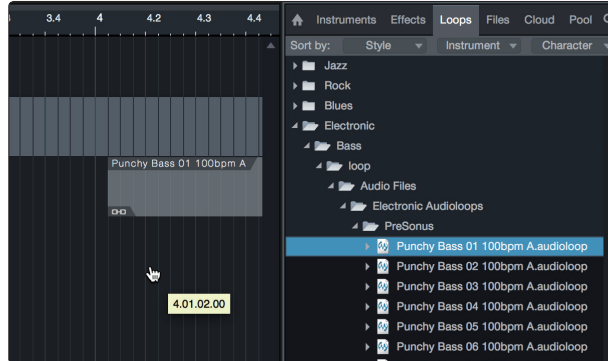 3.4 4 4.2 4.3 4.4
Punchy Bass 01 100bpm A
4.01.02.00
Instruments Effects Loops Files Cloud Pool
Sort by: Style Instrument Character
Jazz
Rock
Blues
Electronic
Bass
loop
Audio Files
Electronic Audioloops
PreSonus
Punchy Bass 01 100bpm A.audioloop
Punchy Bass 02 100bpm A.audioloop
Punchy Bass 03 100bpm A.audioloop
Punchy Bass 04 100bpm A.audioloop
Punchy Bass 05 100bpm A.audioloop
Punchy Bass 06 100bpm A.audioloop